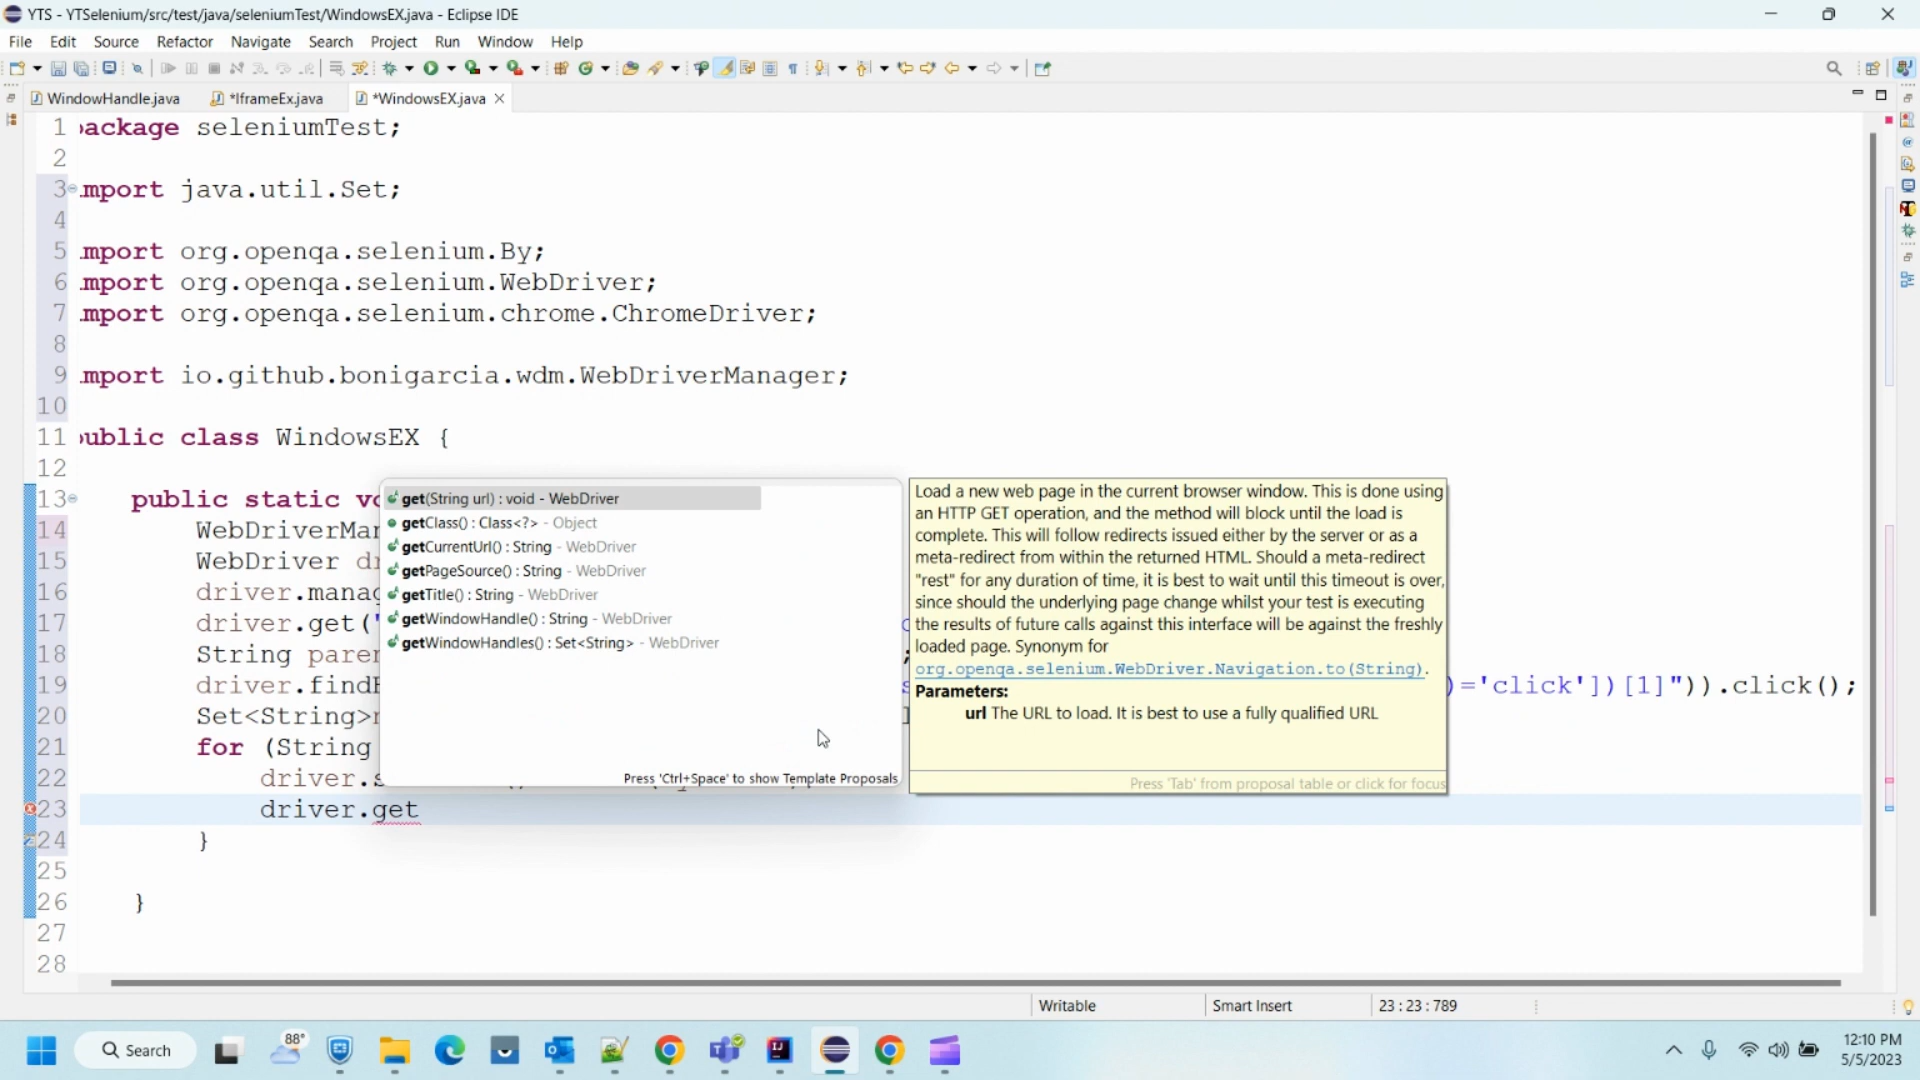 YTS - YTSelenium/src/test/java/seleniumTest/WindowsEX.java - Eclipse IDE
File Edit Source Refactor Navigate Search Project Run Window Help
WindowHandle.java *IframeEx.java *WindowsEX.java
1 package seleniumTest;
2
3 import java.util.Set;
4
5 import org.openqa.selenium.By;
6 import org.openqa.selenium.WebDriver;
7 import org.openqa.selenium.chrome.ChromeDriver;
8
9 import io.github.bonigarcia.wdm.WebDriverManager;
10
11 public class WindowsEX {
12
13 public static vo
14 WebDriverMan
15 WebDriver dr
16 driver.manag
17 driver.get("
18 String paren ;
19 driver.findE )='click'])[1]")).click();
20 Set<String>n
21 for (String
22 driver.s
23 driver.get
24 }
25
26 }
27
28
get(String url) : void - WebDriver
getClass() : Class<?> - Object
getCurrentUrl() : String - WebDriver
getPageSource() : String - WebDriver
getTitle() : String - WebDriver
getWindowHandle() : String - WebDriver
getWindowHandles() : Set<String> - WebDriver
Press 'Ctrl+Space' to show Template Proposals
Load a new web page in the current browser window. This is done using
an HTTP GET operation, and the method will block until the load is
complete. This will follow redirects issued either by the server or as a
meta-redirect from within the returned HTML. Should a meta-redirect
"rest" for any duration of time, it is best to wait until this timeout is over,
since should the underlying page change whilst your test is executing
the results of future calls against this interface will be against the freshly
loaded page. Synonym for
org.openqa.selenium.WebDriver.Navigation.to(String).
Parameters:
url The URL to load. It is best to use a fully qualified URL
Press 'Tab' from proposal table or click for focus
Writable Smart Insert 23 : 23 : 789
88°
Search
12:10 PM
5/5/2023